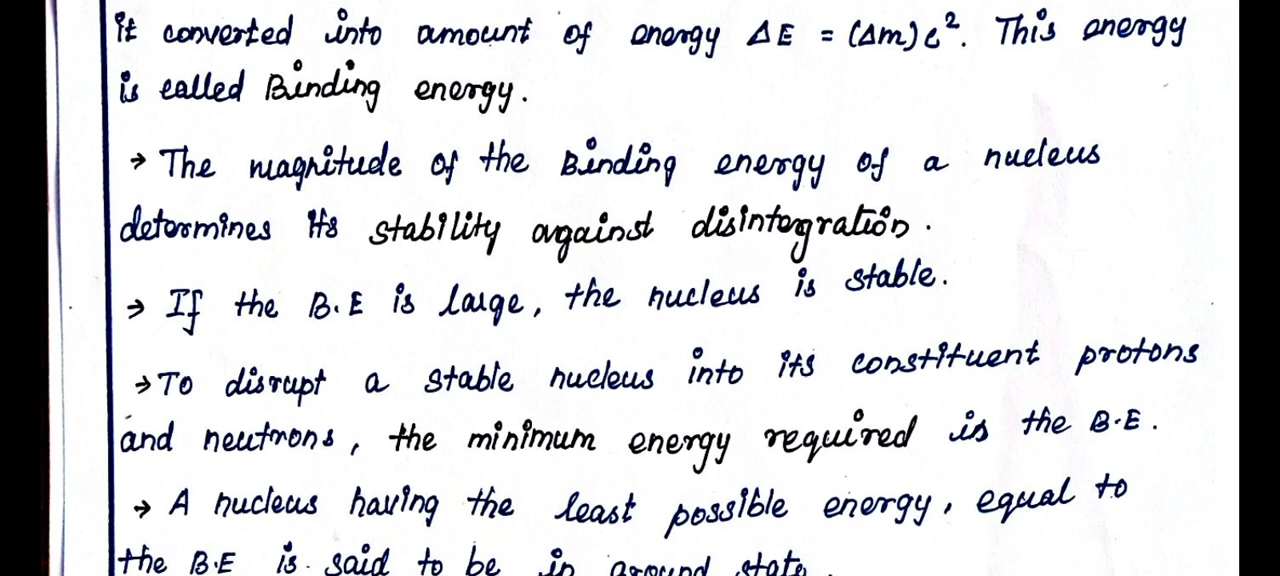 it converted into amount of energy ΔE = (Δm)c². This energy
is called Binding energy.
→ The magnitude of the Binding energy of a nucleus
determines its stability against disintegration.
→ If the B.E is large, the nucleus is stable.
→ To disrupt a stable nucleus into its constituent protons
and neutrons, the minimum energy required is the B.E.
→ A nucleus having the least possible energy, equal to
the B.E is said to be in ground state.